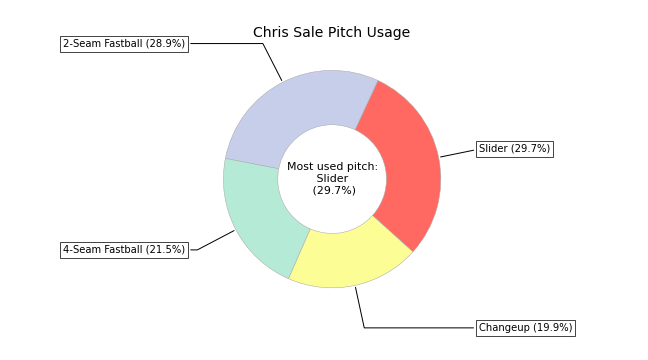 Chris Sale Pitch Usage
2-Seam Fastball (28.9%)
Slider (29.7%)
Most used pitch:
Slider
(29.7%)
4-Seam Fastball (21.5%)
Changeup (19.9%)